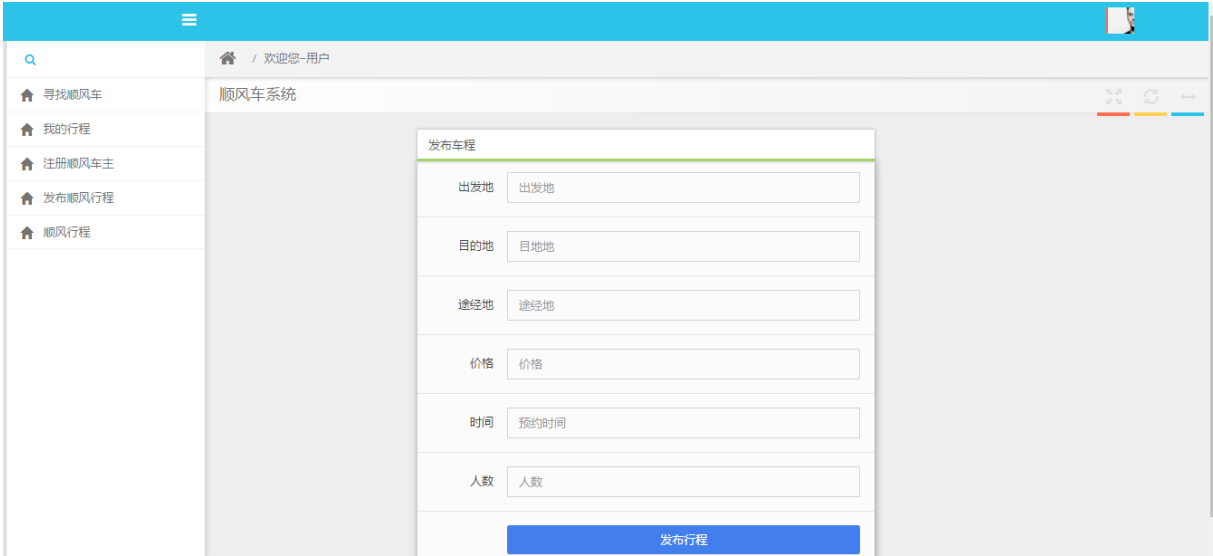 / 欢迎您-用户
寻找顺风车
我的行程
注册顺风车主
发布顺风行程
顺风行程
顺风车系统
发布车程
出发地 出发地
目的地 目地地
途经地 途经地
价格 价格
时间 预约时间
人数 人数
发布行程